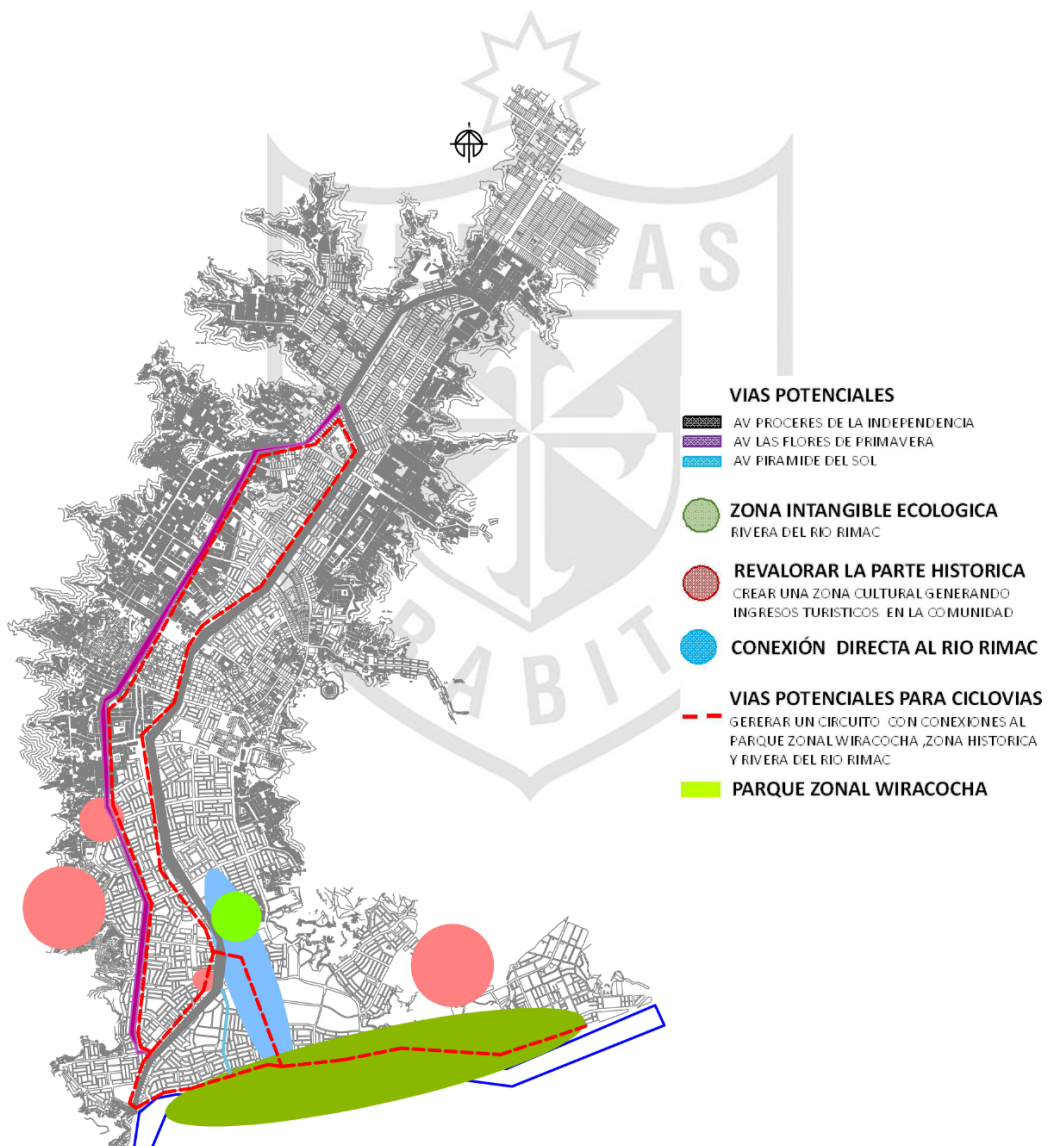 VERITAS
VIAS POTENCIALES
AV PROCERES DE LA INDEPENDENCIA
AV LAS FLORES DE PRIMAVERA
AV PIRAMIDE DEL SOL
ZONA INTANGIBLE ECOLOGICA
RIVERA DEL RIO RIMAC
REVALORAR LA PARTE HISTORICA
CREAR UNA ZONA CULTURAL GENERANDO
INGRESOS TURISTICOS EN LA COMUNIDAD
CONEXIÓN DIRECTA AL RIO RIMAC
VIAS POTENCIALES PARA CICLOVIAS
GERERAR UN CIRCUITO CON CONEXIONES AL
PARQUE ZONAL WIRACOCHA ,ZONA HISTORICA
Y RIVERA DEL RIO RIMAC
PARQUE ZONAL WIRACOCHA